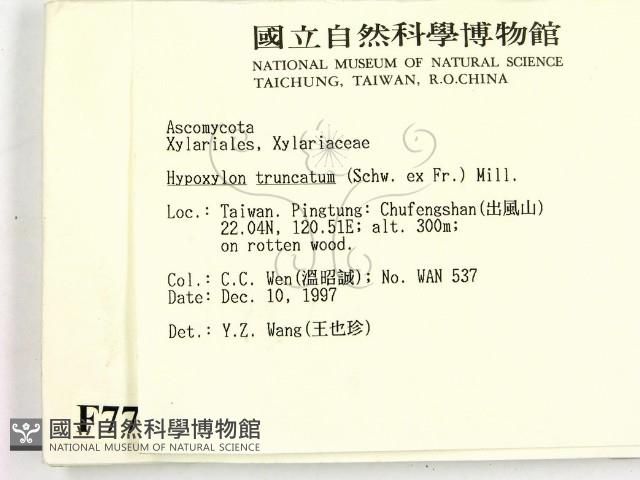 國立自然科學博物館
NATIONAL MUSEUM OF NATURAL SCIENCE
TAICHUNG, TAIWAN, R.O.CHINA
Ascomycota
Xylariales, Xylariaceae
Hypoxylon truncatum (Schw. ex Fr.) Mill.
Loc.: Taiwan. Pingtung: Chufengshan(出風山)
22.04N, 120.51E; alt. 300m;
on rotten wood.
Col.: C.C. Wen(溫昭誠); No. WAN 537
Date: Dec. 10, 1997
Det.: Y.Z. Wang(王也珍)
F77
國立自然科學博物館
NATIONAL MUSEUM OF NATURAL SCIENCE